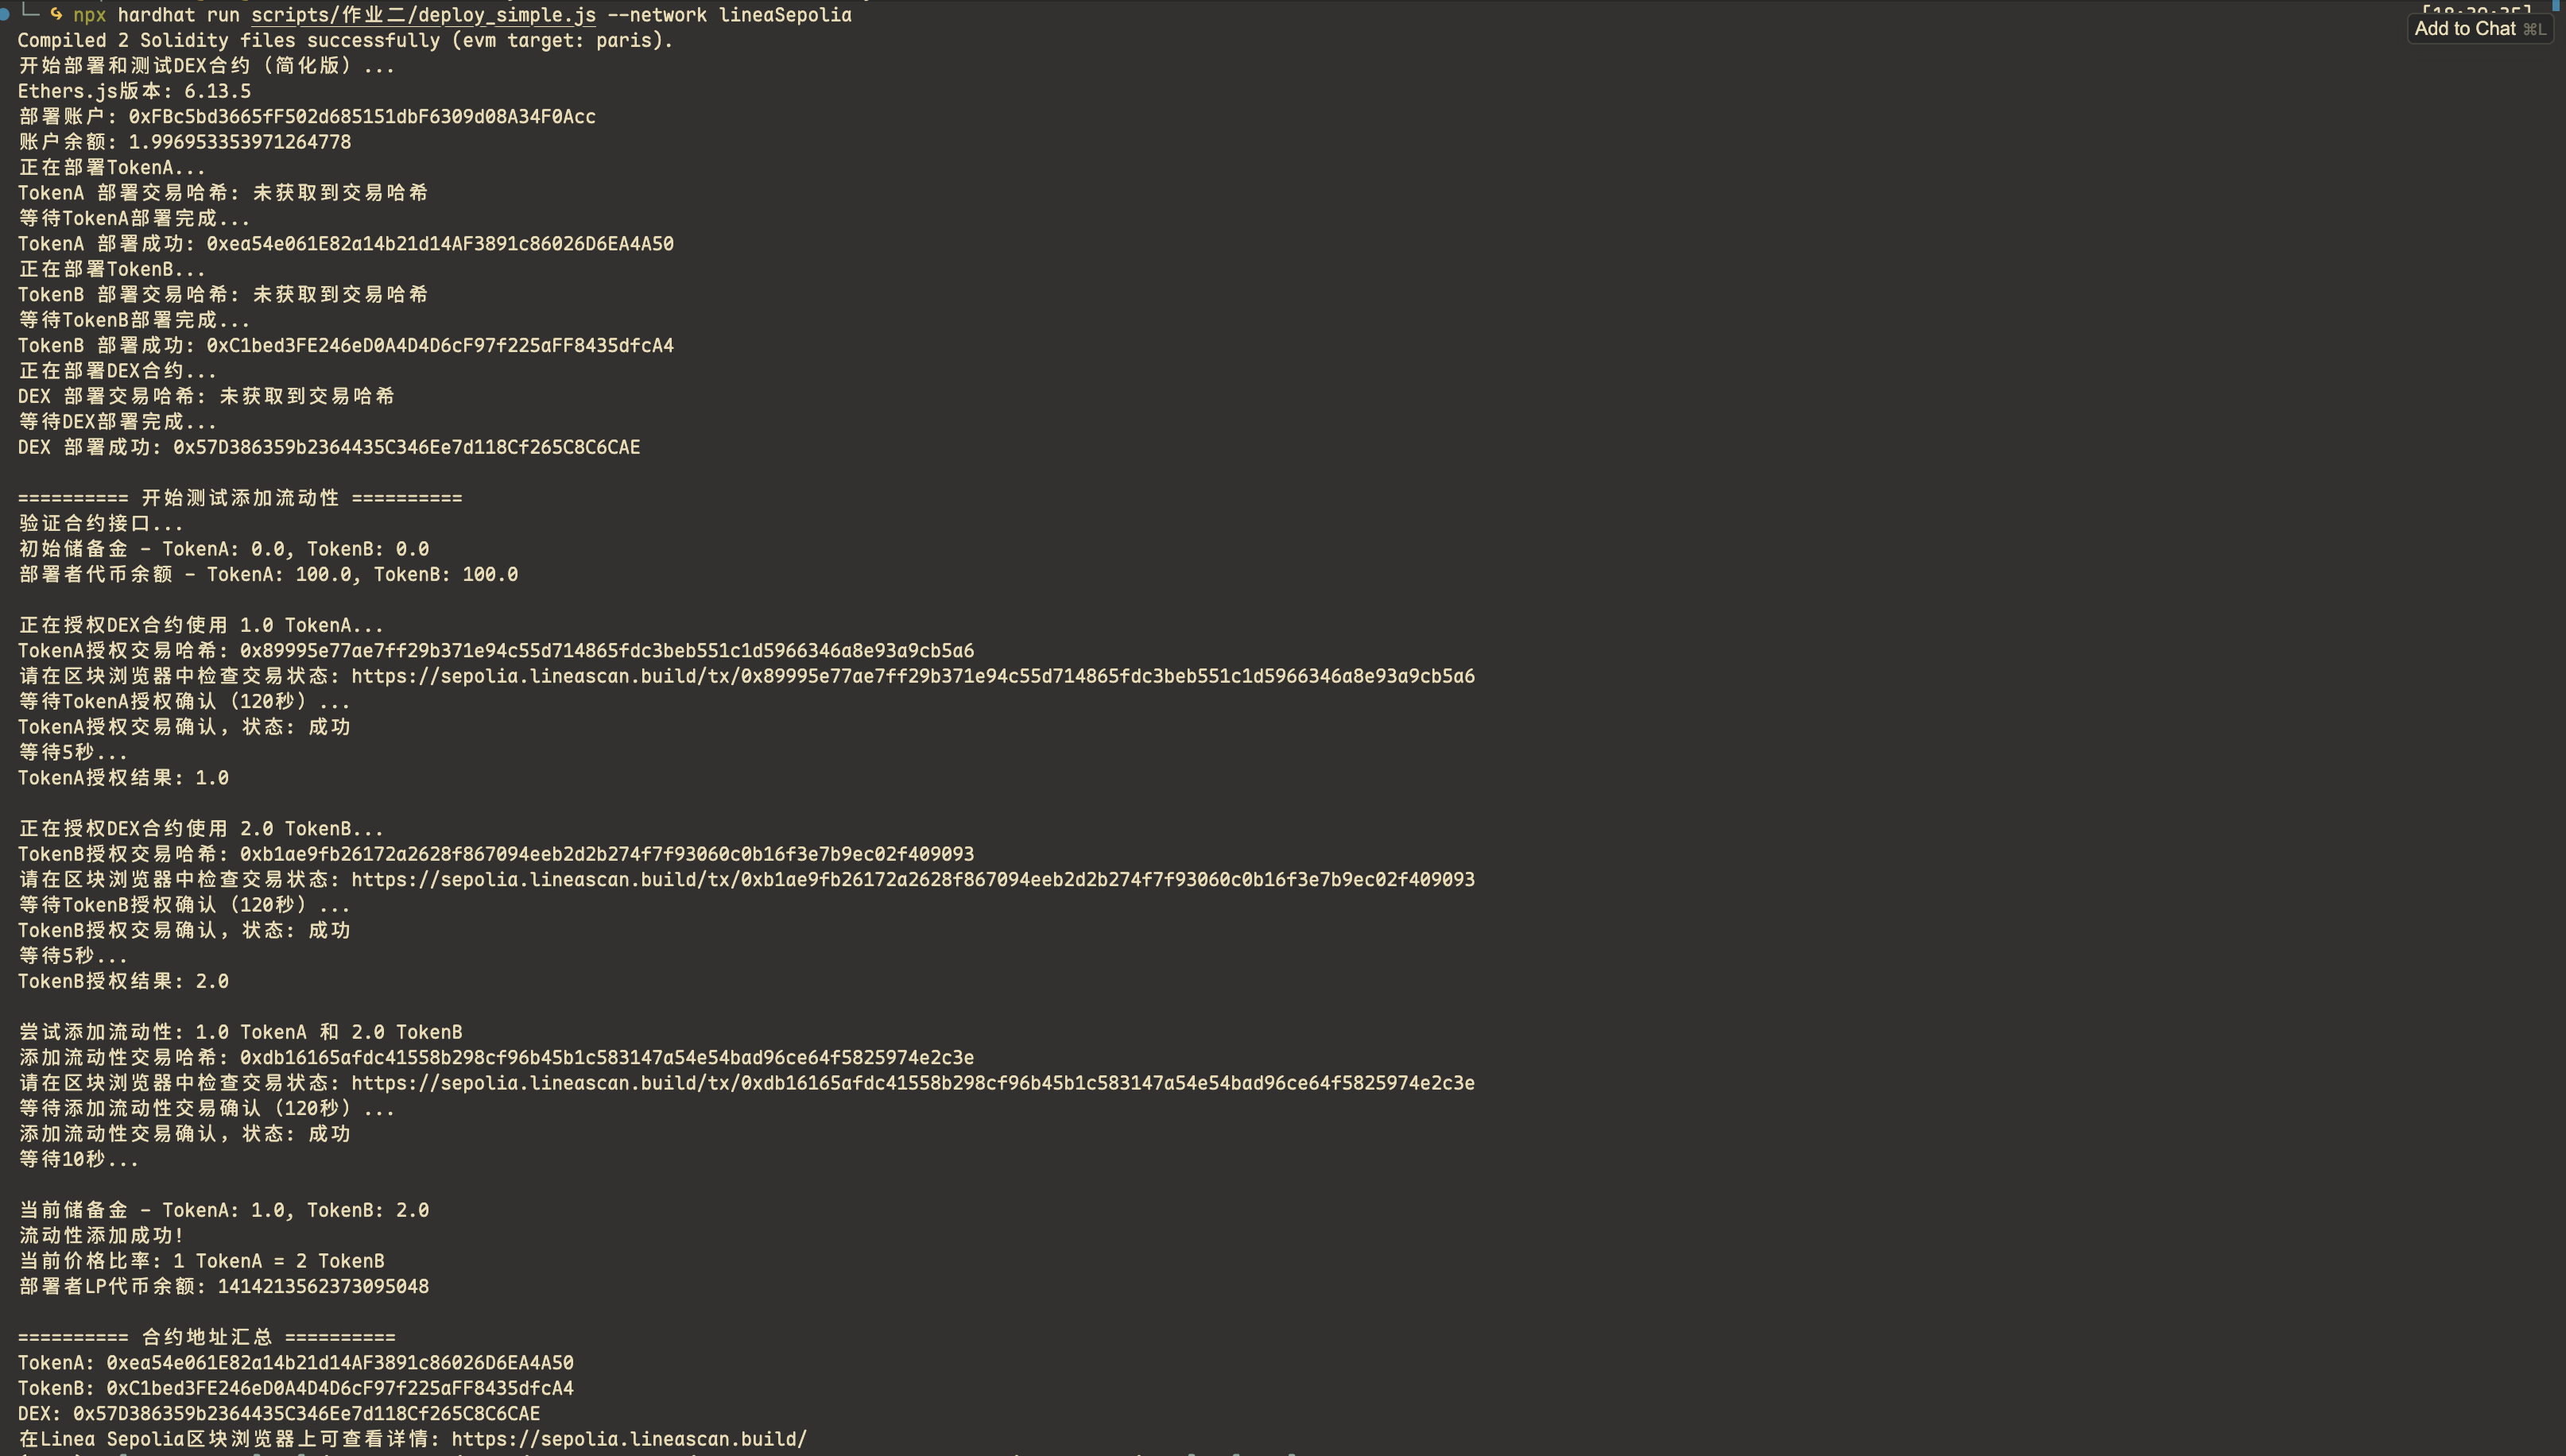 npx hardhat run scripts/作业二/deploy_simple.js --network lineaSepolia
Add to Chat ⌘L
Compiled 2 Solidity files successfully (evm target: paris).
开始部署和测试DEX合约（简化版）...
Ethers.js版本: 6.13.5
部署账户: 0xFBc5bd3665fF502d685151dbF6309d08A34F0Acc
账户余额: 1.996953353971264778
正在部署TokenA...
TokenA 部署交易哈希: 未获取到交易哈希
等待TokenA部署完成...
TokenA 部署成功: 0xea54e061E82a14b21d14AF3891c86026D6EA4A50
正在部署TokenB...
TokenB 部署交易哈希: 未获取到交易哈希
等待TokenB部署完成...
TokenB 部署成功: 0xC1bed3FE246eD0A4D4D6cF97f225aFF8435dfcA4
正在部署DEX合约...
DEX 部署交易哈希: 未获取到交易哈希
等待DEX部署完成...
DEX 部署成功: 0x57D386359b2364435C346Ee7d118Cf265C8C6CAE
========== 开始测试添加流动性 ==========
验证合约接口...
初始储备金 - TokenA: 0.0, TokenB: 0.0
部署者代币余额 - TokenA: 100.0, TokenB: 100.0
正在授权DEX合约使用 1.0 TokenA...
TokenA授权交易哈希: 0x89995e77ae7ff29b371e94c55d714865fdc3beb551c1d5966346a8e93a9cb5a6
请在区块浏览器中检查交易状态: https://sepolia.lineascan.build/tx/0x89995e77ae7ff29b371e94c55d714865fdc3beb551c1d5966346a8e93a9cb5a6
等待TokenA授权确认（120秒）...
TokenA授权交易确认，状态: 成功
等待5秒...
TokenA授权结果: 1.0
正在授权DEX合约使用 2.0 TokenB...
TokenB授权交易哈希: 0xb1ae9fb26172a2628f867094eeb2d2b274f7f93060c0b16f3e7b9ec02f409093
请在区块浏览器中检查交易状态: https://sepolia.lineascan.build/tx/0xb1ae9fb26172a2628f867094eeb2d2b274f7f93060c0b16f3e7b9ec02f409093
等待TokenB授权确认（120秒）...
TokenB授权交易确认，状态: 成功
等待5秒...
TokenB授权结果: 2.0
尝试添加流动性: 1.0 TokenA 和 2.0 TokenB
添加流动性交易哈希: 0xdb16165afdc41558b298cf96b45b1c583147a54e54bad96ce64f5825974e2c3e
请在区块浏览器中检查交易状态: https://sepolia.lineascan.build/tx/0xdb16165afdc41558b298cf96b45b1c583147a54e54bad96ce64f5825974e2c3e
等待添加流动性交易确认（120秒）...
添加流动性交易确认，状态: 成功
等待10秒...
当前储备金 - TokenA: 1.0, TokenB: 2.0
流动性添加成功!
当前价格比率: 1 TokenA = 2 TokenB
部署者LP代币余额: 1414213562373095048
========== 合约地址汇总 ==========
TokenA: 0xea54e061E82a14b21d14AF3891c86026D6EA4A50
TokenB: 0xC1bed3FE246eD0A4D4D6cF97f225aFF8435dfcA4
DEX: 0x57D386359b2364435C346Ee7d118Cf265C8C6CAE
在Linea Sepolia区块浏览器上可查看详情: https://sepolia.lineascan.build/